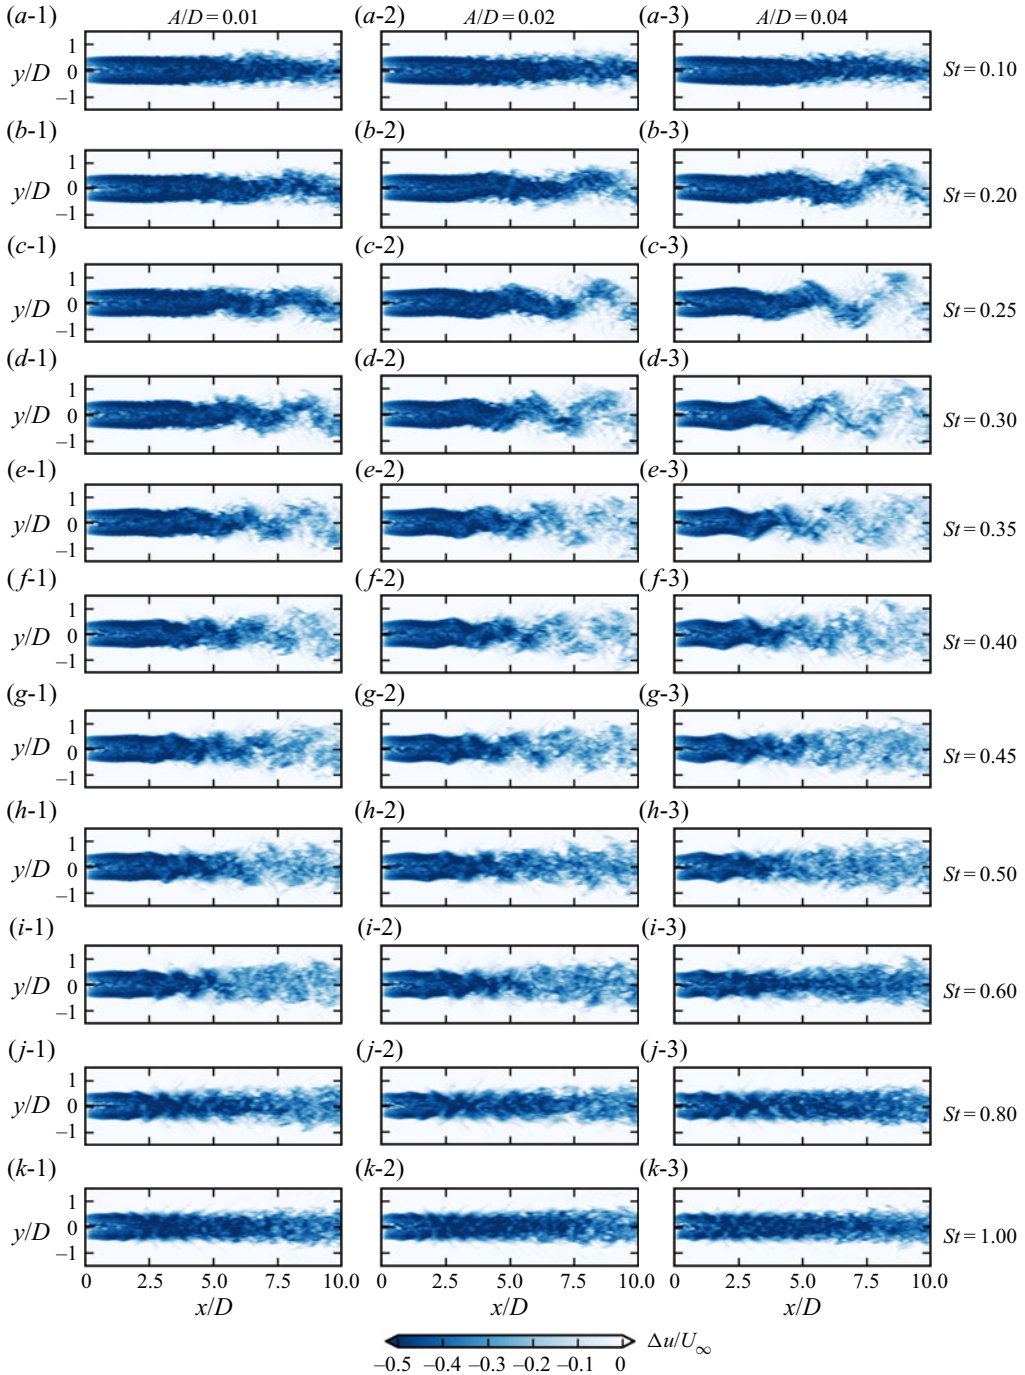 (a-1) A/D = 0.01 (a-2) A/D = 0.02 (a-3) A/D = 0.04
1
y/D 0 St = 0.10
–1
(b-1) (b-2) (b-3)
1
y/D 0 St = 0.20
–1
(c-1) (c-2) (c-3)
1
y/D 0 St = 0.25
–1
(d-1) (d-2) (d-3)
1
y/D 0 St = 0.30
–1
(e-1) (e-2) (e-3)
1
y/D 0 St = 0.35
–1
(f-1) (f-2) (f-3)
1
y/D 0 St = 0.40
–1
(g-1) (g-2) (g-3)
1
y/D 0 St = 0.45
–1
(h-1) (h-2) (h-3)
1
y/D 0 St = 0.50
–1
(i-1) (i-2) (i-3)
1
y/D 0 St = 0.60
–1
(j-1) (j-2) (j-3)
1
y/D 0 St = 0.80
–1
(k-1) (k-2) (k-3)
1
y/D 0 St = 1.00
–1
0 2.5 5.0 7.5 10.0 0 2.5 5.0 7.5 10.0 0 2.5 5.0 7.5 10.0
x/D x/D x/D
Δu/U∞
–0.5 –0.4 –0.3 –0.2 –0.1 0